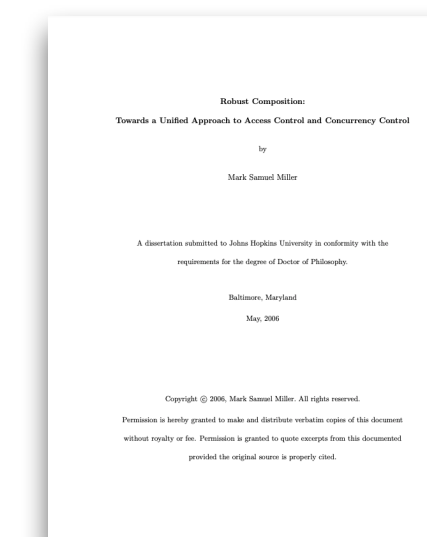 Robust Composition:
Towards a Unified Approach to Access Control and Concurrency Control
by
Mark Samuel Miller
A dissertation submitted to Johns Hopkins University in conformity with the
requirements for the degree of Doctor of Philosophy.
Baltimore, Maryland
May, 2006
Copyright © 2006, Mark Samuel Miller. All rights reserved.
Permission is hereby granted to make and distribute verbatim copies of this document
without royalty or fee. Permission is granted to quote excerpts from this documented
provided the original source is properly cited.